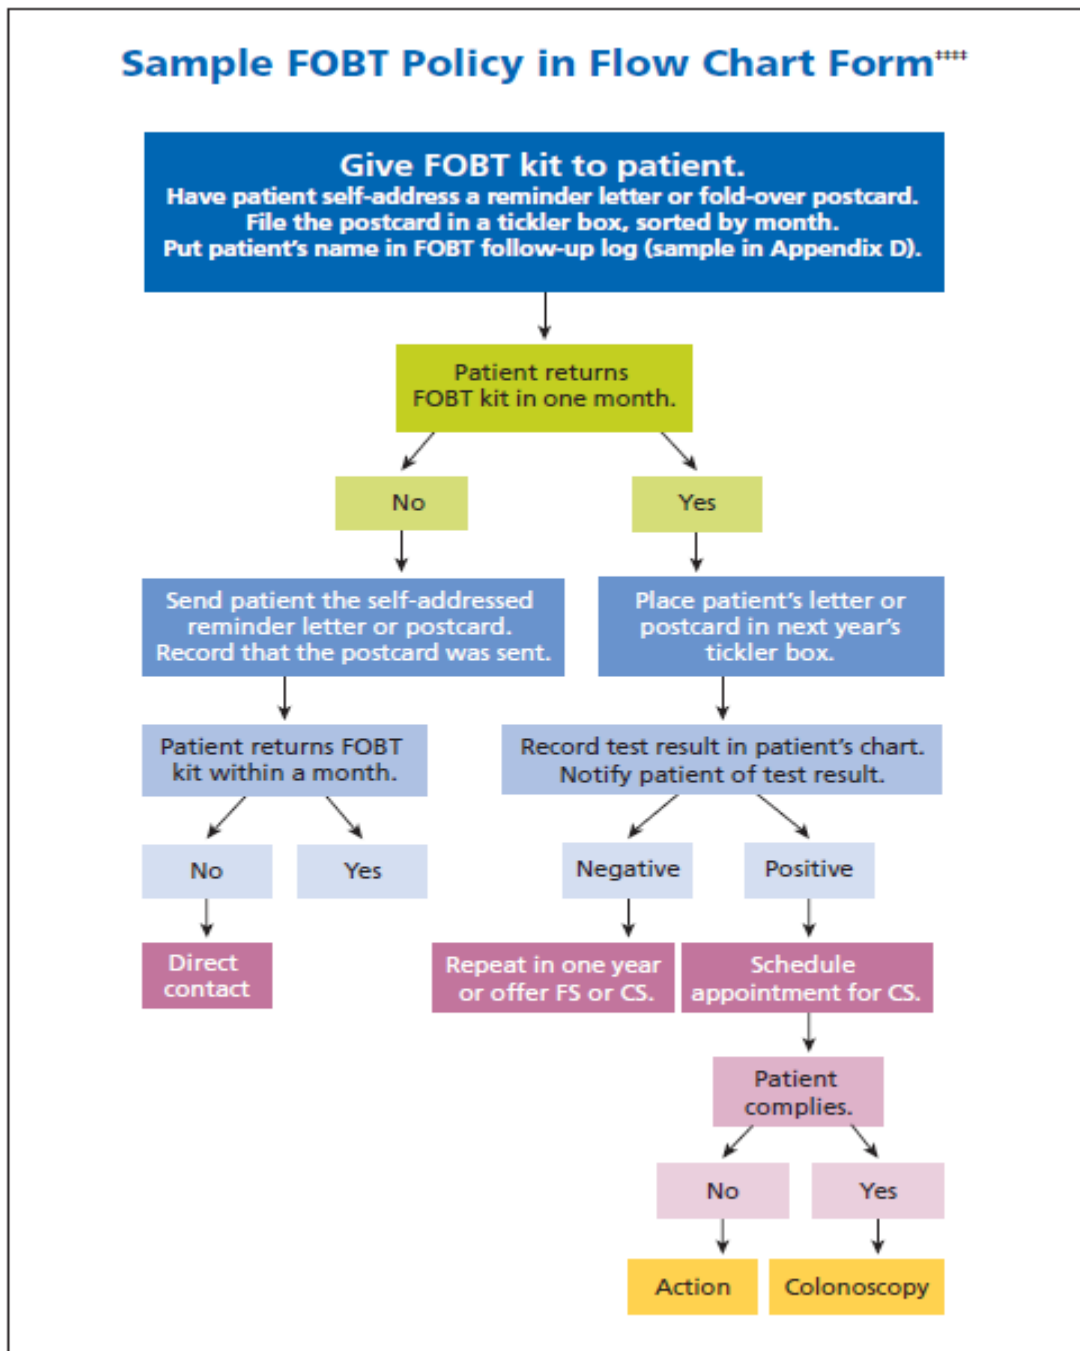 Sample FOBT Policy in Flow Chart Form‡‡‡‡
Give FOBT kit to patient.
Have patient self-address a reminder letter or fold-over postcard.
File the postcard in a tickler box, sorted by month.
Put patient’s name in FOBT follow-up log (sample in Appendix D).
Patient returns
FOBT kit in one month.
No
Yes
Send patient the self-addressed
reminder letter or postcard.
Record that the postcard was sent.
Place patient’s letter or
postcard in next year’s
tickler box.
Patient returns FOBT
kit within a month.
Record test result in patient’s chart.
Notify patient of test result.
No
Yes
Negative
Positive
Direct
contact
Repeat in one year
or offer FS or CS.
Schedule
appointment for CS.
Patient
complies.
No
Yes
Action
Colonoscopy